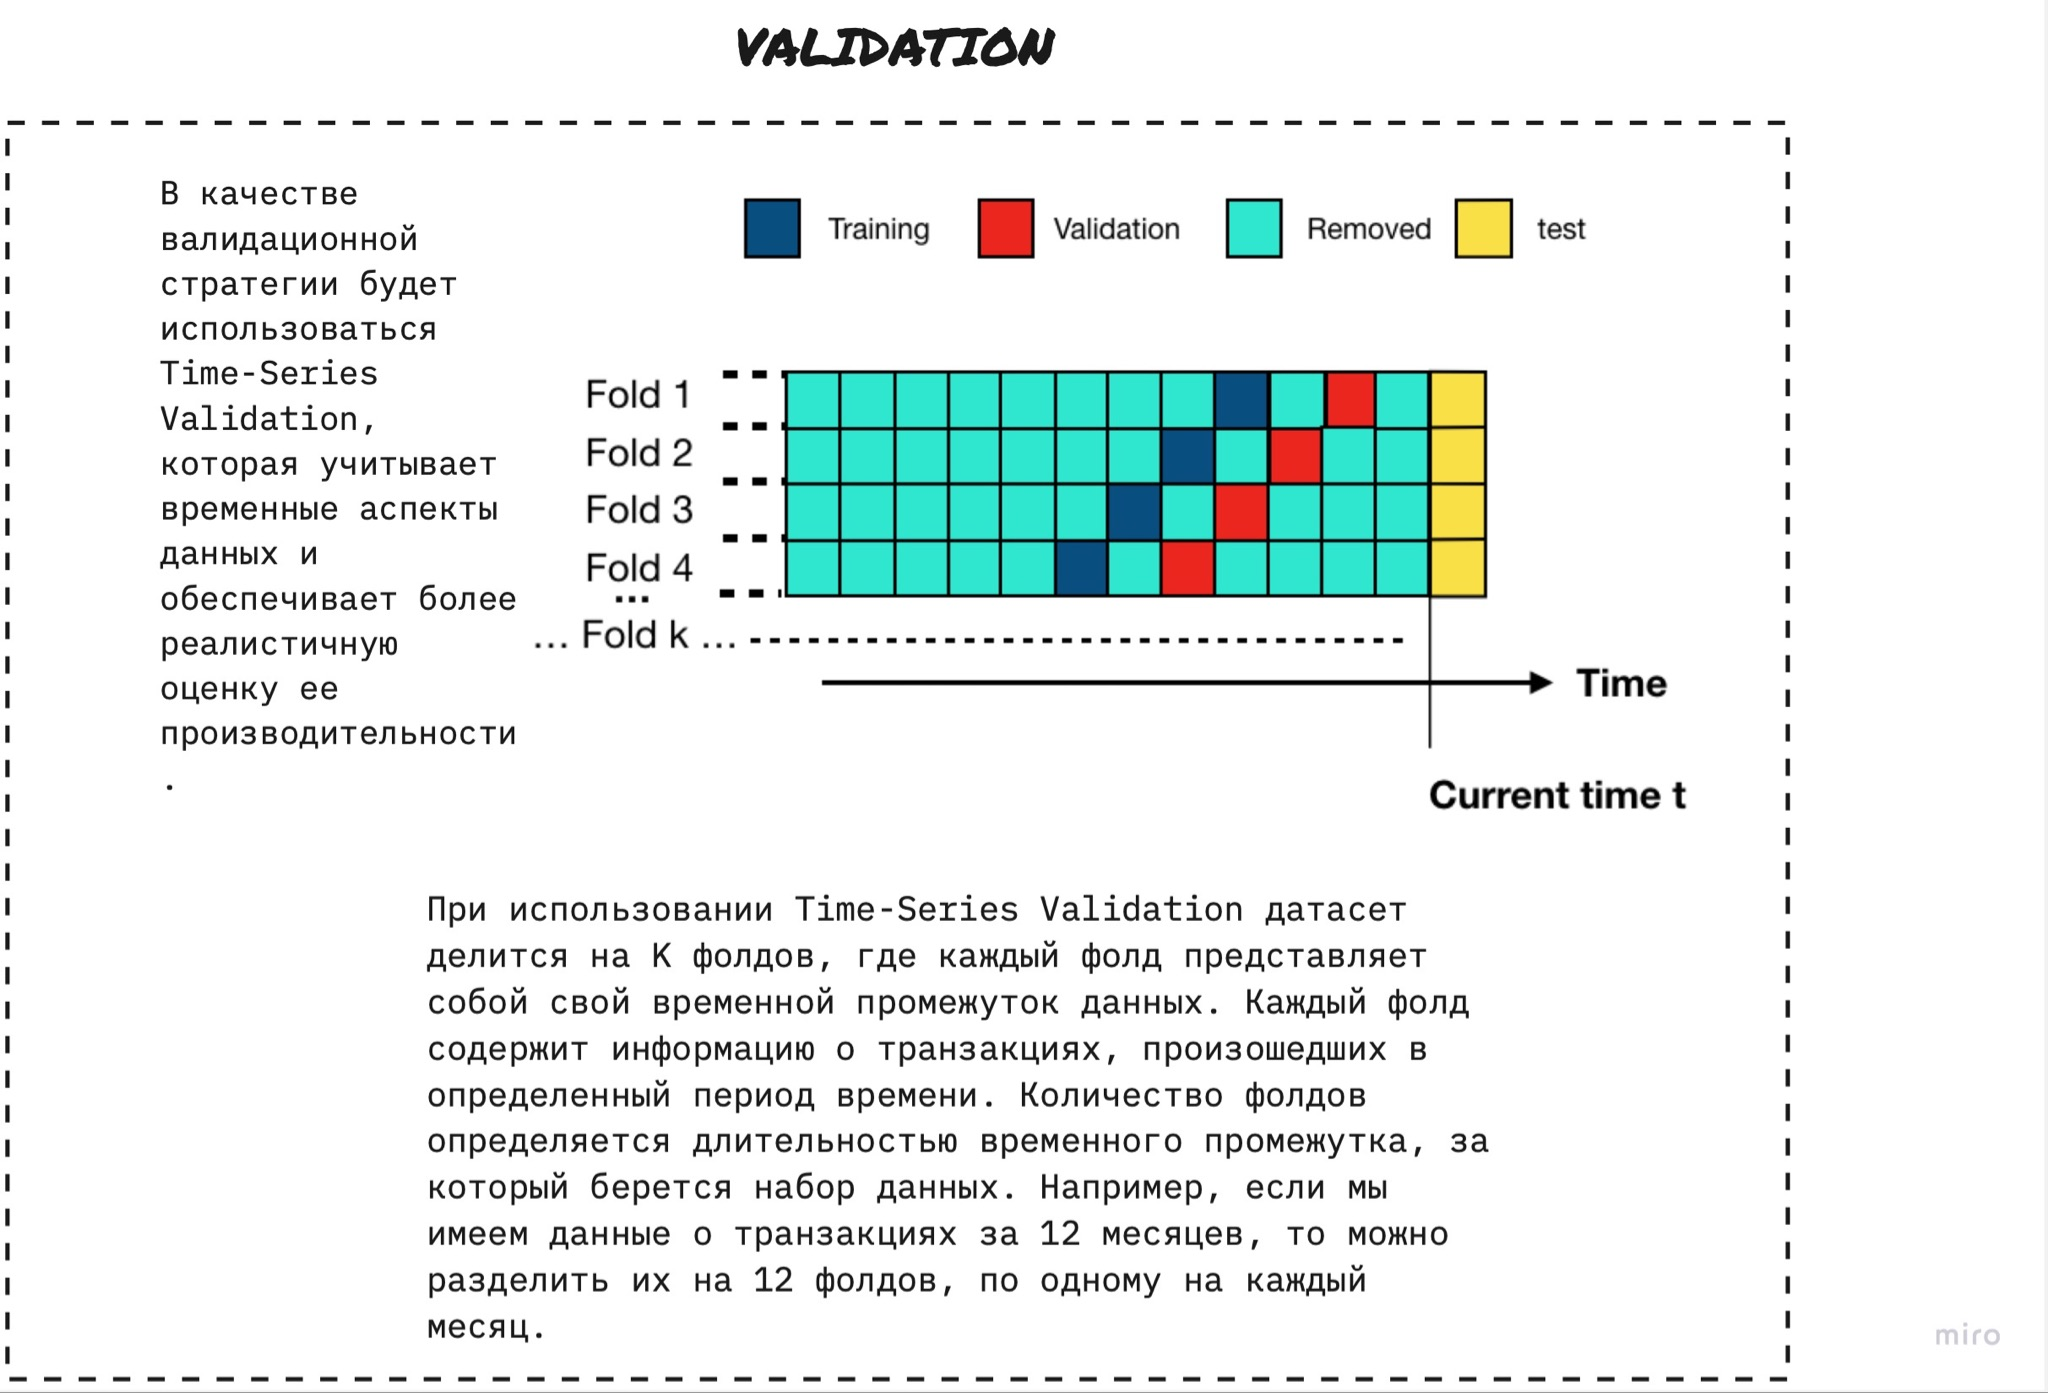 VALIDATION
В качестве
валидационной
стратегии будет
использоваться
Time-Series
Validation,
которая учитывает
временные аспекты
данных и
обеспечивает более
реалистичную
оценку ее
производительности
.
Training
Validation
Removed
test
Fold 1
Fold 2
Fold 3
Fold 4
...
... Fold k ...
Time
Current time t
При использовании Time-Series Validation датасет
делится на K фолдов, где каждый фолд представляет
собой свой временной промежуток данных. Каждый фолд
содержит информацию о транзакциях, произошедших в
определенный период времени. Количество фолдов
определяется длительностью временного промежутка, за
который берется набор данных. Например, если мы
имеем данные о транзакциях за 12 месяцев, то можно
разделить их на 12 фолдов, по одному на каждый
месяц.
miro